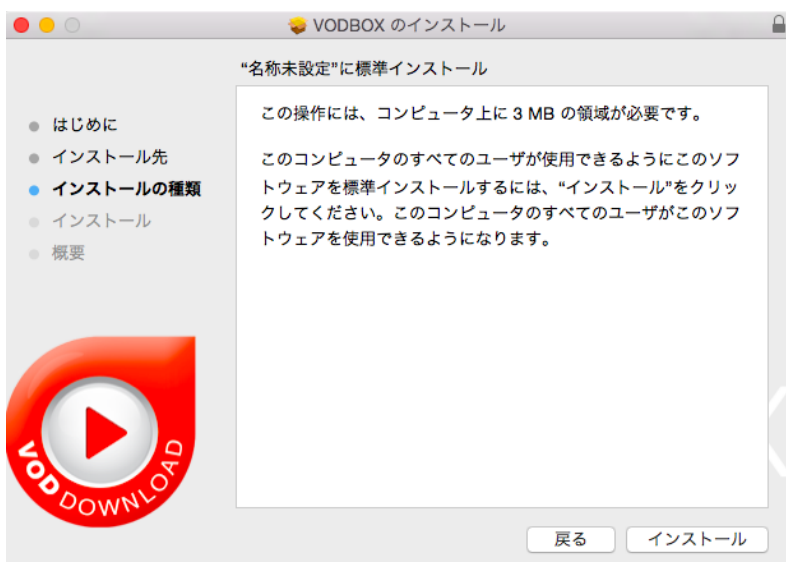 VODBOX のインストール
“名称未設定”に標準インストール
はじめに
インストール先
インストールの種類
インストール
概要
この操作には、コンピュータ上に 3 MB の領域が必要です。
このコンピュータのすべてのユーザが使用できるようにこのソフ
トウェアを標準インストールするには、“インストール”をクリッ
クしてください。このコンピュータのすべてのユーザがこのソフ
トウェアを使用できるようになります。
VOD DOWNLOAD
戻る
インストール